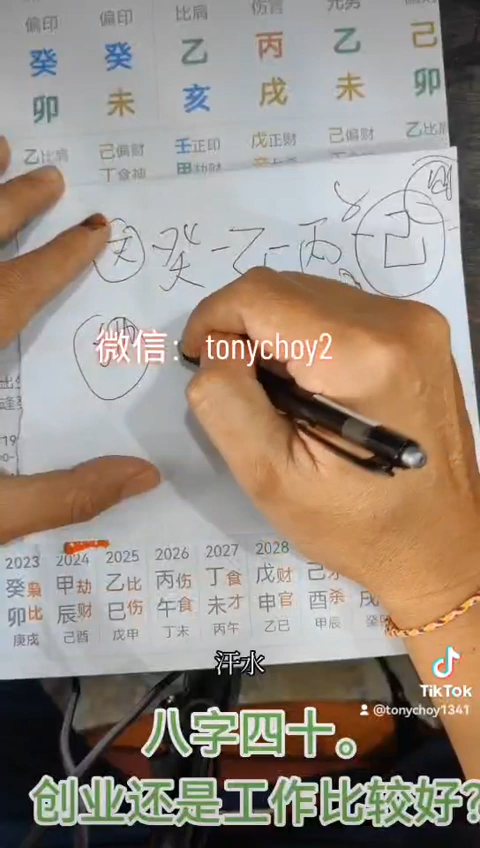 偏印 偏印 比肩 伤官 元男
癸 癸 乙 丙 乙 己
卯 未 亥 戌 未 卯
乙比肩 己偏财 壬正印 戊正财 己偏财 乙比肩
丁食神 甲劫财
癸一乙一丙一己
微信：tonychoy2
2023 2024 2025 2026 2027 2028
癸枭 甲劫 乙比 丙伤 丁食 戊财 己才
卯比 辰财 巳伤 午食 未才 申官 酉杀 戌
庚戌 己酉 戊申 丁未 丙午 乙巳 甲辰 癸卯
汗水
TikTok
@tonychoy1341
八字四十。
创业还是工作比较好？